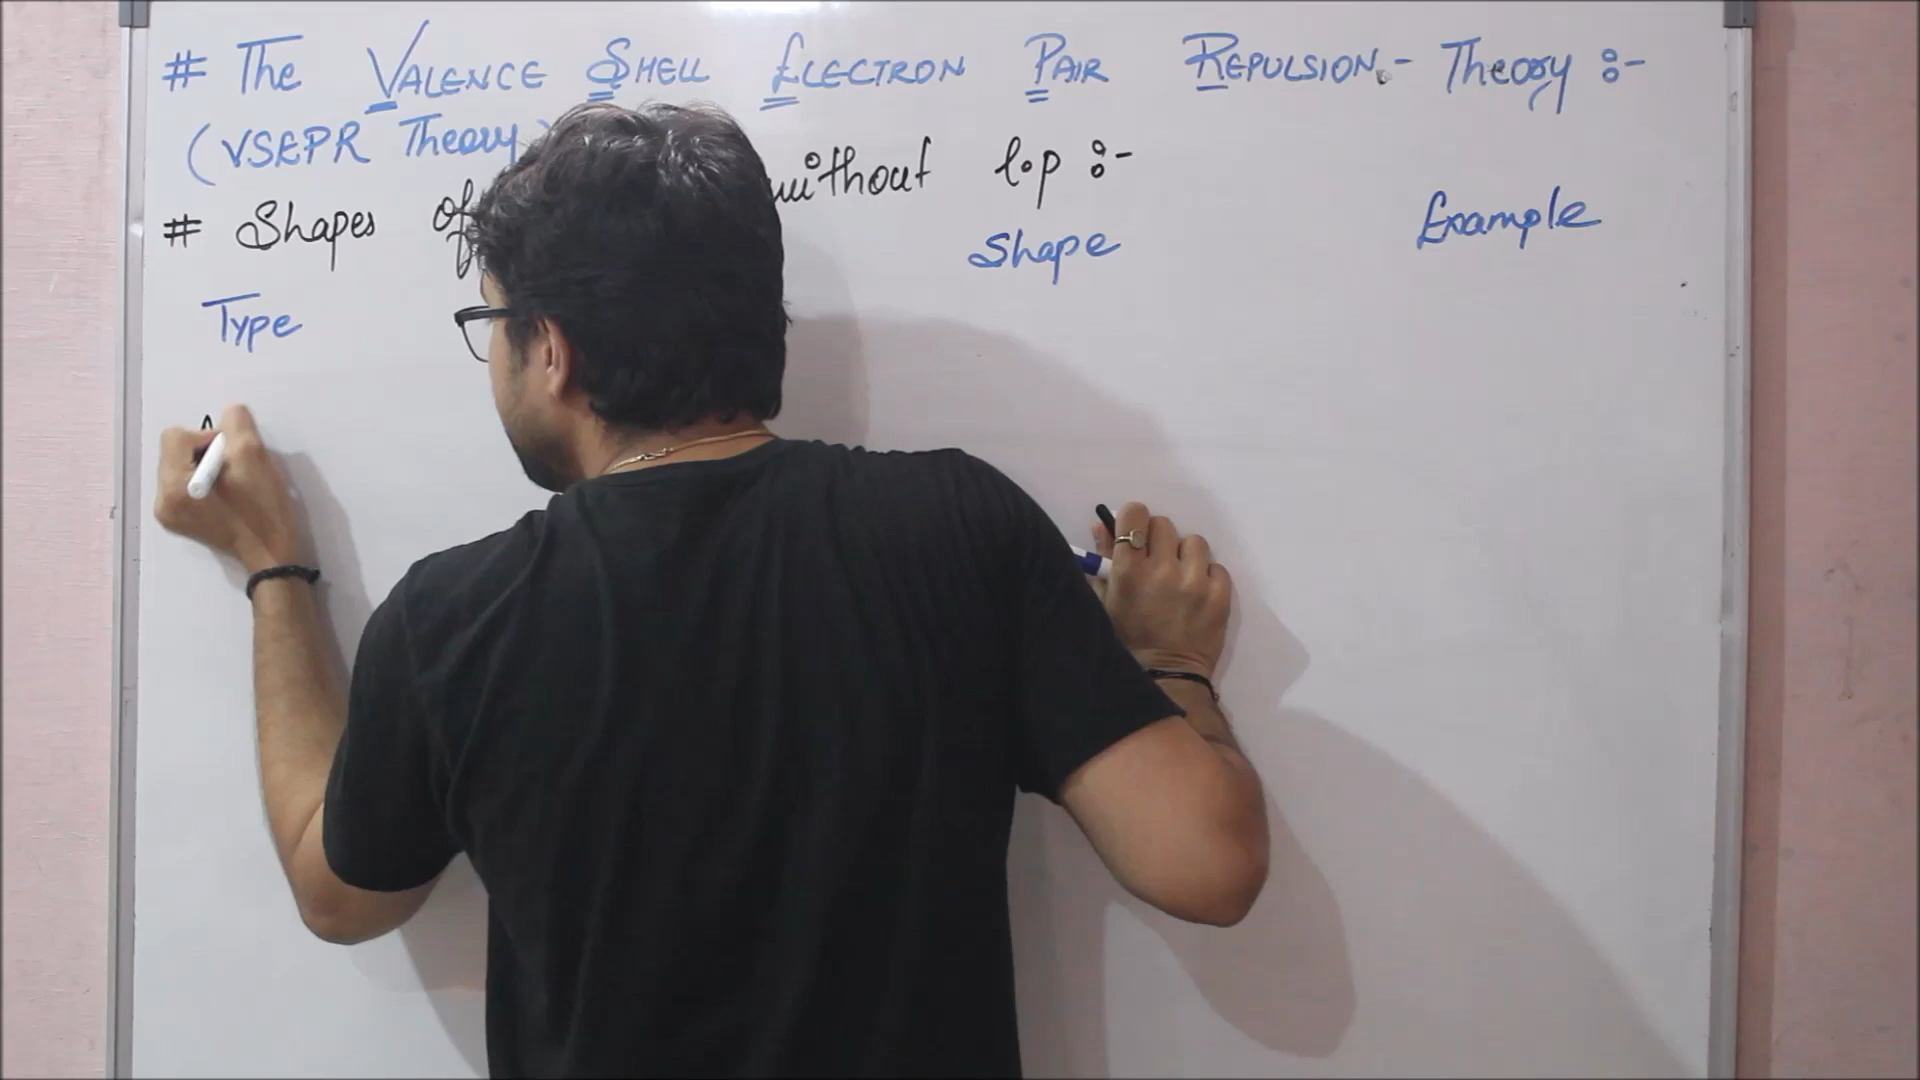 # The VALENCE SHELL ELECTRON PAIR REPULSION - Theory :-
(VSEPR Theory)
# Shapes of without l.p :-
Type Shape Example